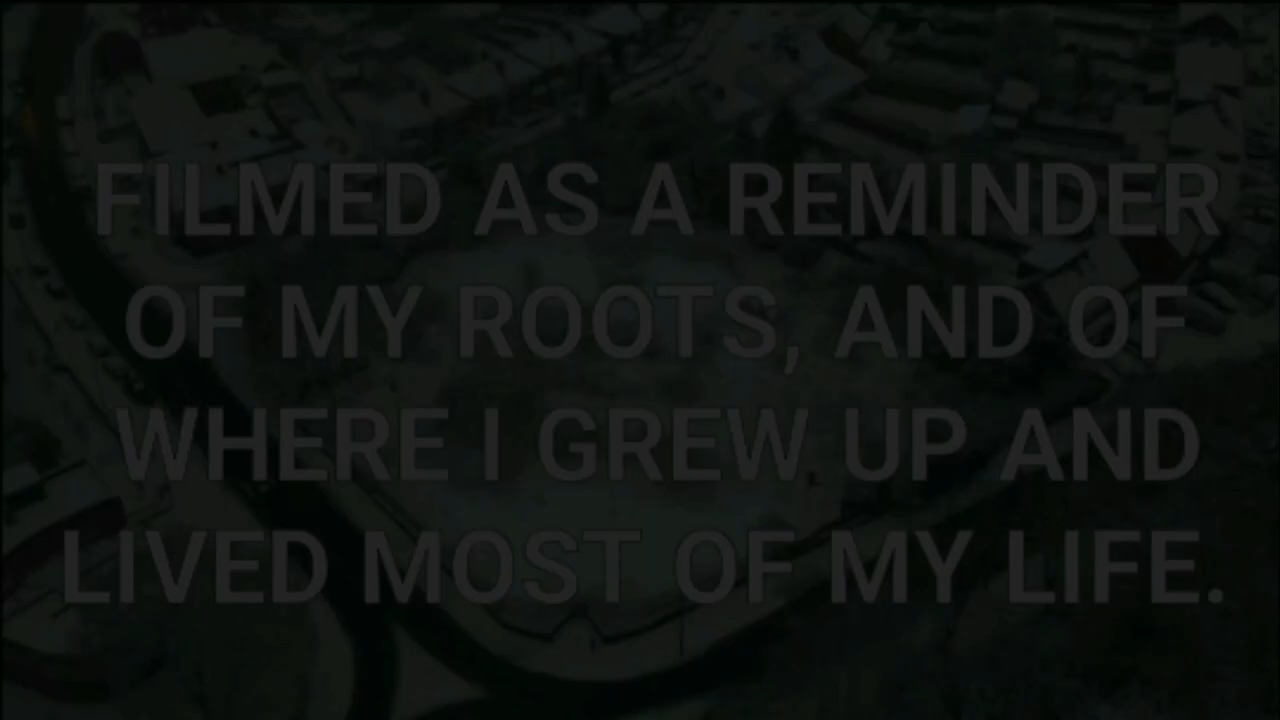 FILMED AS A REMINDER
OF MY ROOTS, AND OF
WHERE I GREW UP AND
LIVED MOST OF MY LIFE.